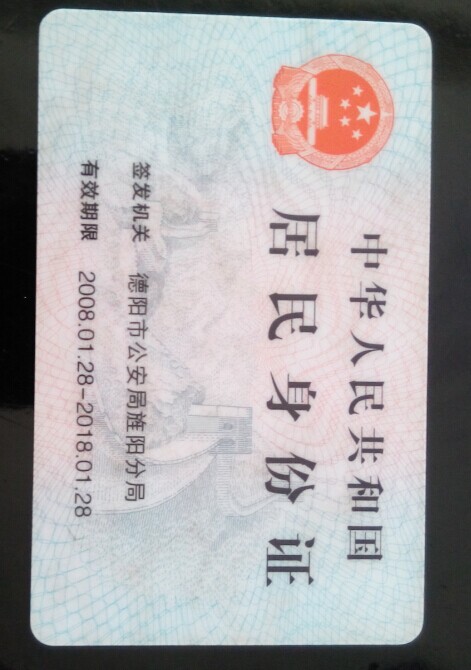 中华人民共和国
居民身份证
签发机关 德阳市公安局旌阳分局
有效期限 2008.01.28-2018.01.28